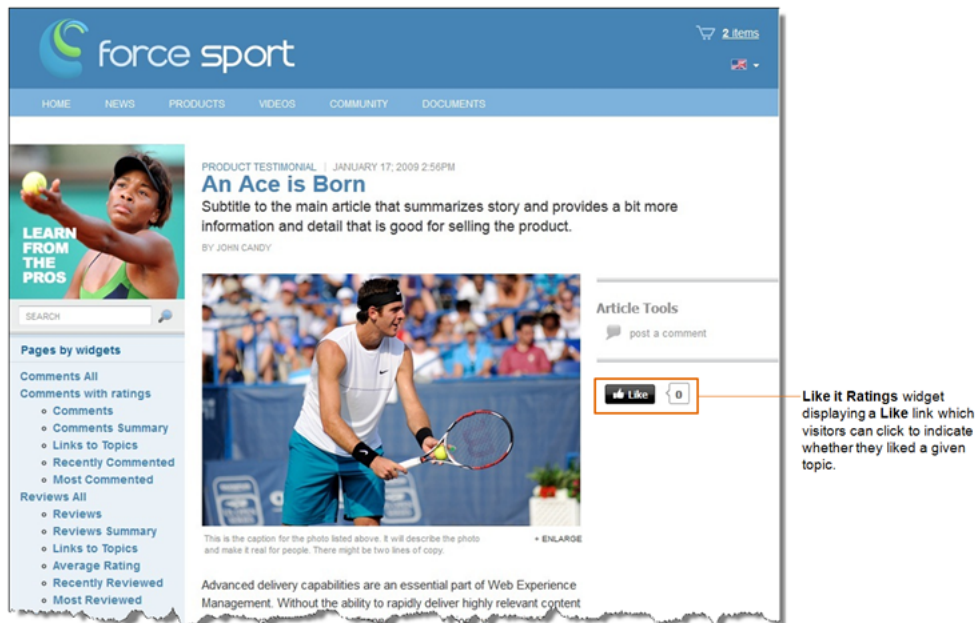 force sport
2 items
HOME NEWS PRODUCTS VIDEOS COMMUNITY DOCUMENTS
LEARN
FROM
THE
PROS
SEARCH
Pages by widgets
Comments All
Comments with ratings
Comments
Comments Summary
Links to Topics
Recently Commented
Most Commented
Reviews All
Reviews
Reviews Summary
Links to Topics
Average Rating
Recently Reviewed
Most Reviewed
PRODUCT TESTIMONIAL | JANUARY 17, 2009 2:56PM
An Ace is Born
Subtitle to the main article that summarizes story and provides a bit more
information and detail that is good for selling the product.
BY JOHN CANDY
This is the caption for the photo listed above. It will describe the photo
and make it real for people. There might be two lines of copy.
+ ENLARGE
Advanced delivery capabilities are an essential part of Web Experience
Management. Without the ability to rapidly deliver highly relevant content
Article Tools
post a comment
Like 0
Like it Ratings widget
displaying a Like link which
visitors can click to indicate
whether they liked a given
topic.